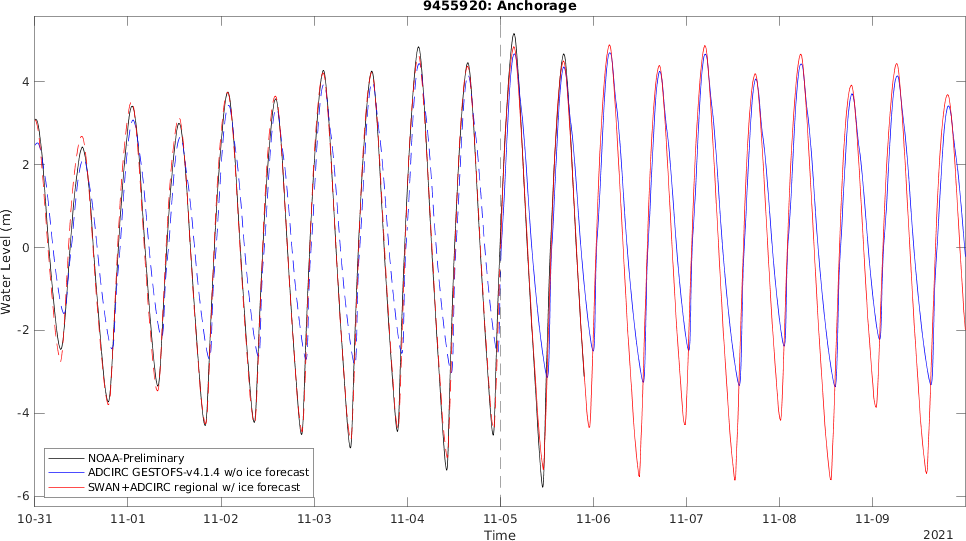 9455920: Anchorage
Water Level (m)
4
2
0
-2
-4
-6
NOAA-Preliminary
ADCIRC GESTOFS-v4.1.4 w/o ice forecast
SWAN+ADCIRC regional w/ ice forecast
10-31 11-01 11-02 11-03 11-04 11-05 11-06 11-07 11-08 11-09
Time
2021